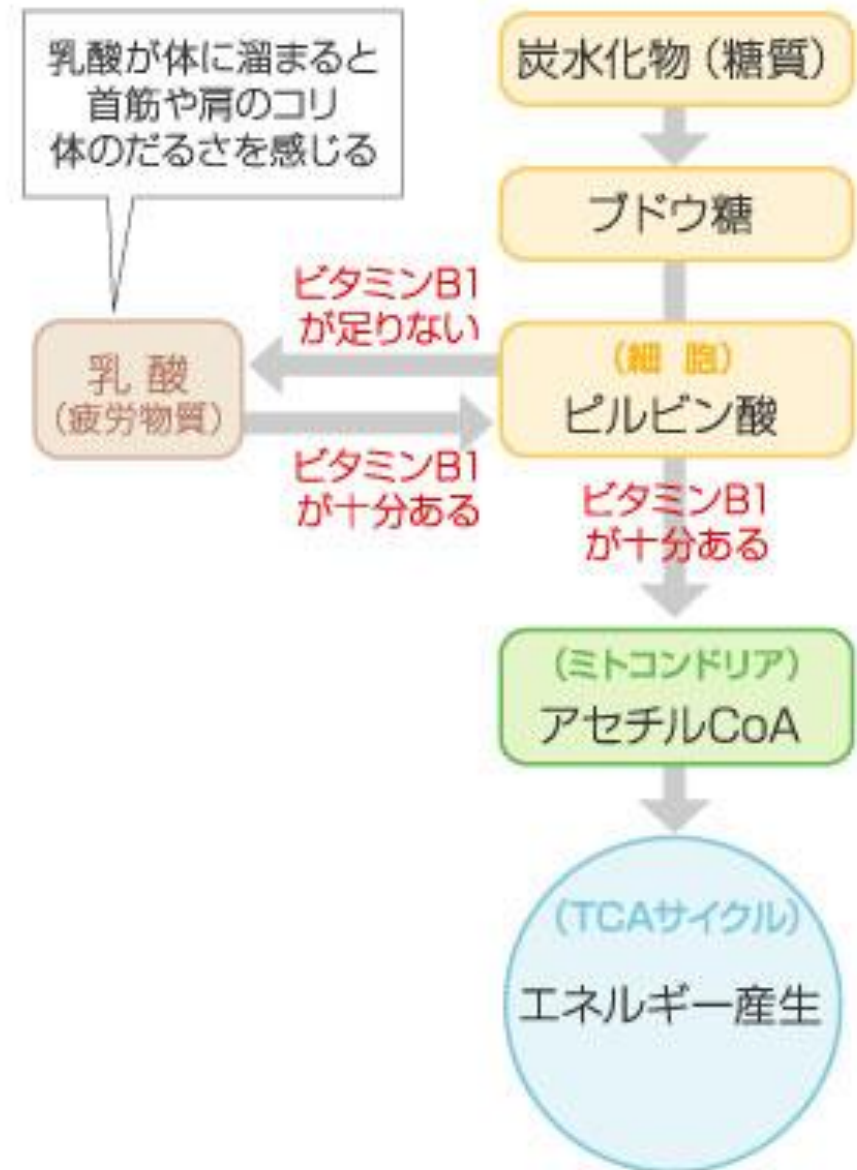 乳酸が体に溜まると
首筋や肩のコリ
体のだるさを感じる
炭水化物（糖質）
ブドウ糖
ビタミンB1
が足りない
乳 酸
（疲労物質）
（細 胞）
ピルビン酸
ビタミンB1
が十分ある
ビタミンB1
が十分ある
（ミトコンドリア）
アセチルCoA
（TCAサイクル）
エネルギー産生